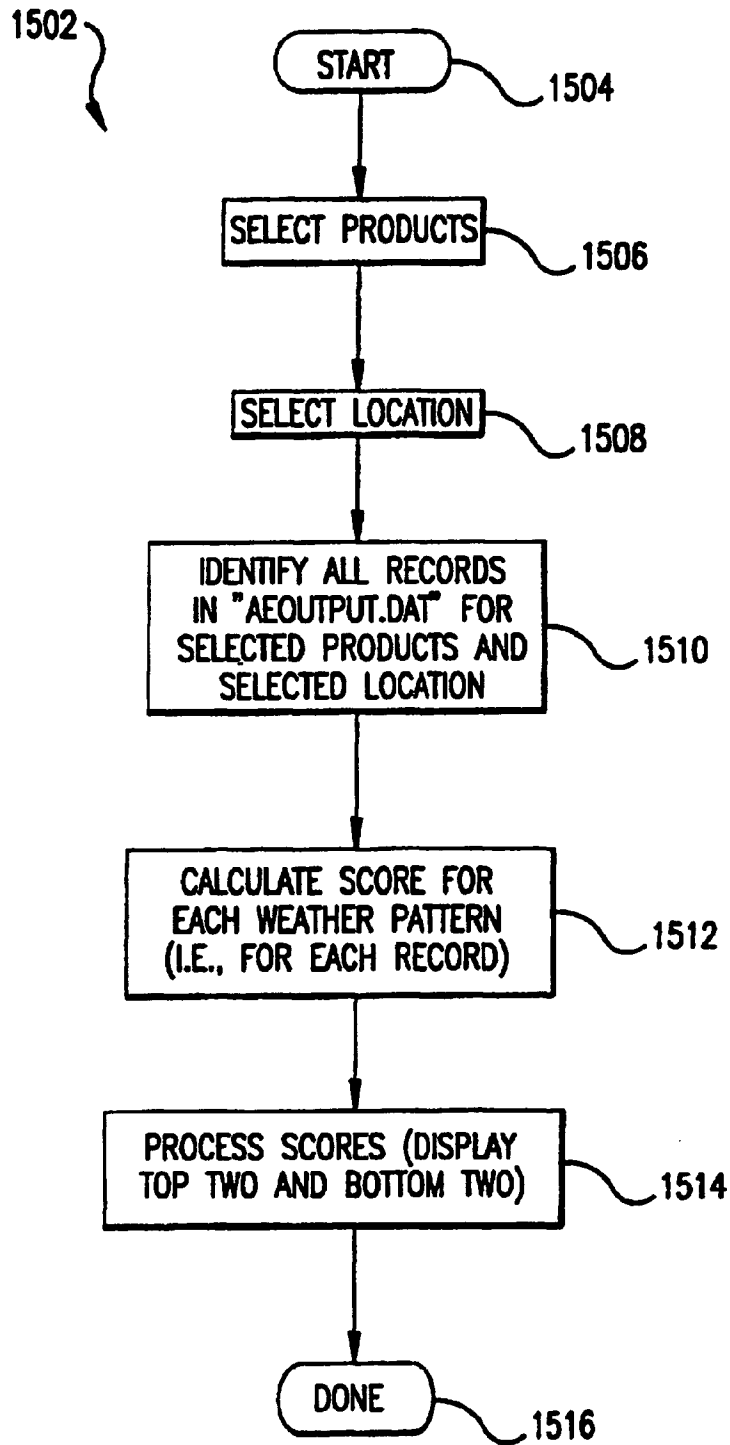 1502
START
1504
SELECT PRODUCTS
1506
SELECT LOCATION
1508
IDENTIFY ALL RECORDS
IN "AEOUTPUT.DAT" FOR
SELECTED PRODUCTS AND
SELECTED LOCATION
1510
CALCULATE SCORE FOR
EACH WEATHER PATTERN
(I.E., FOR EACH RECORD)
1512
PROCESS SCORES (DISPLAY
TOP TWO AND BOTTOM TWO)
1514
DONE
1516